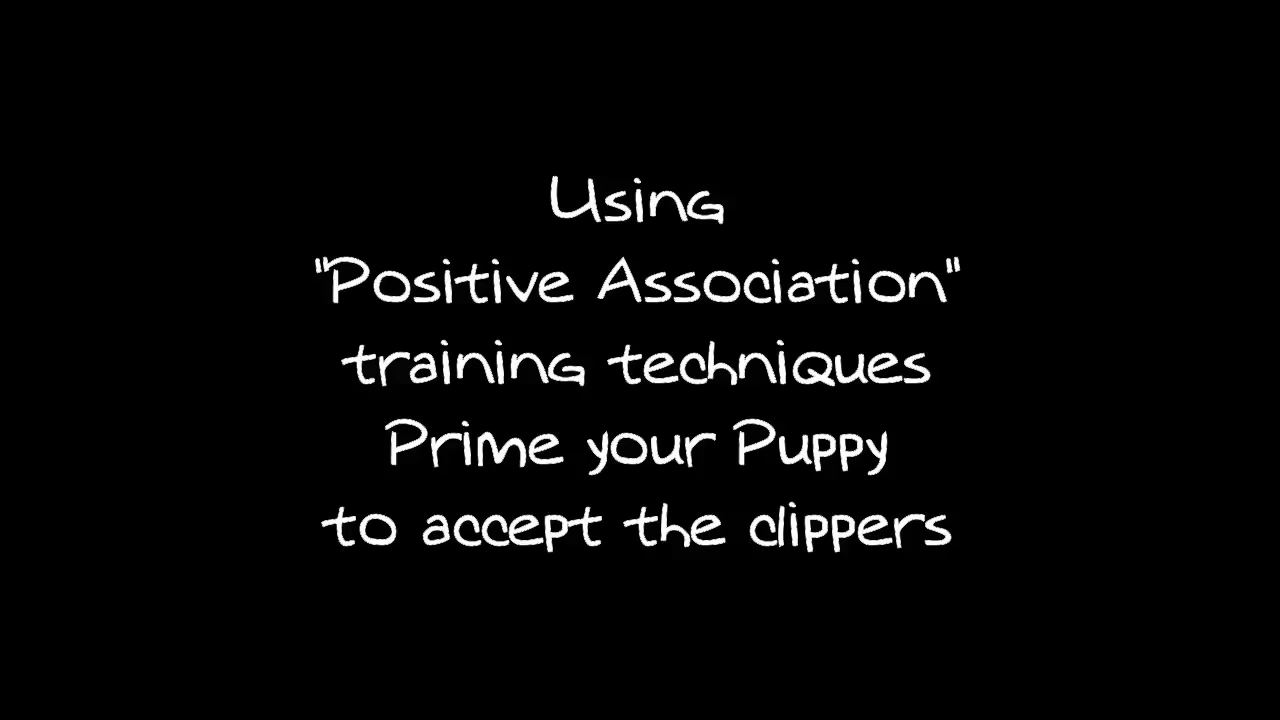 Using
"Positive Association"
training techniques
Prime your Puppy
to accept the clippers